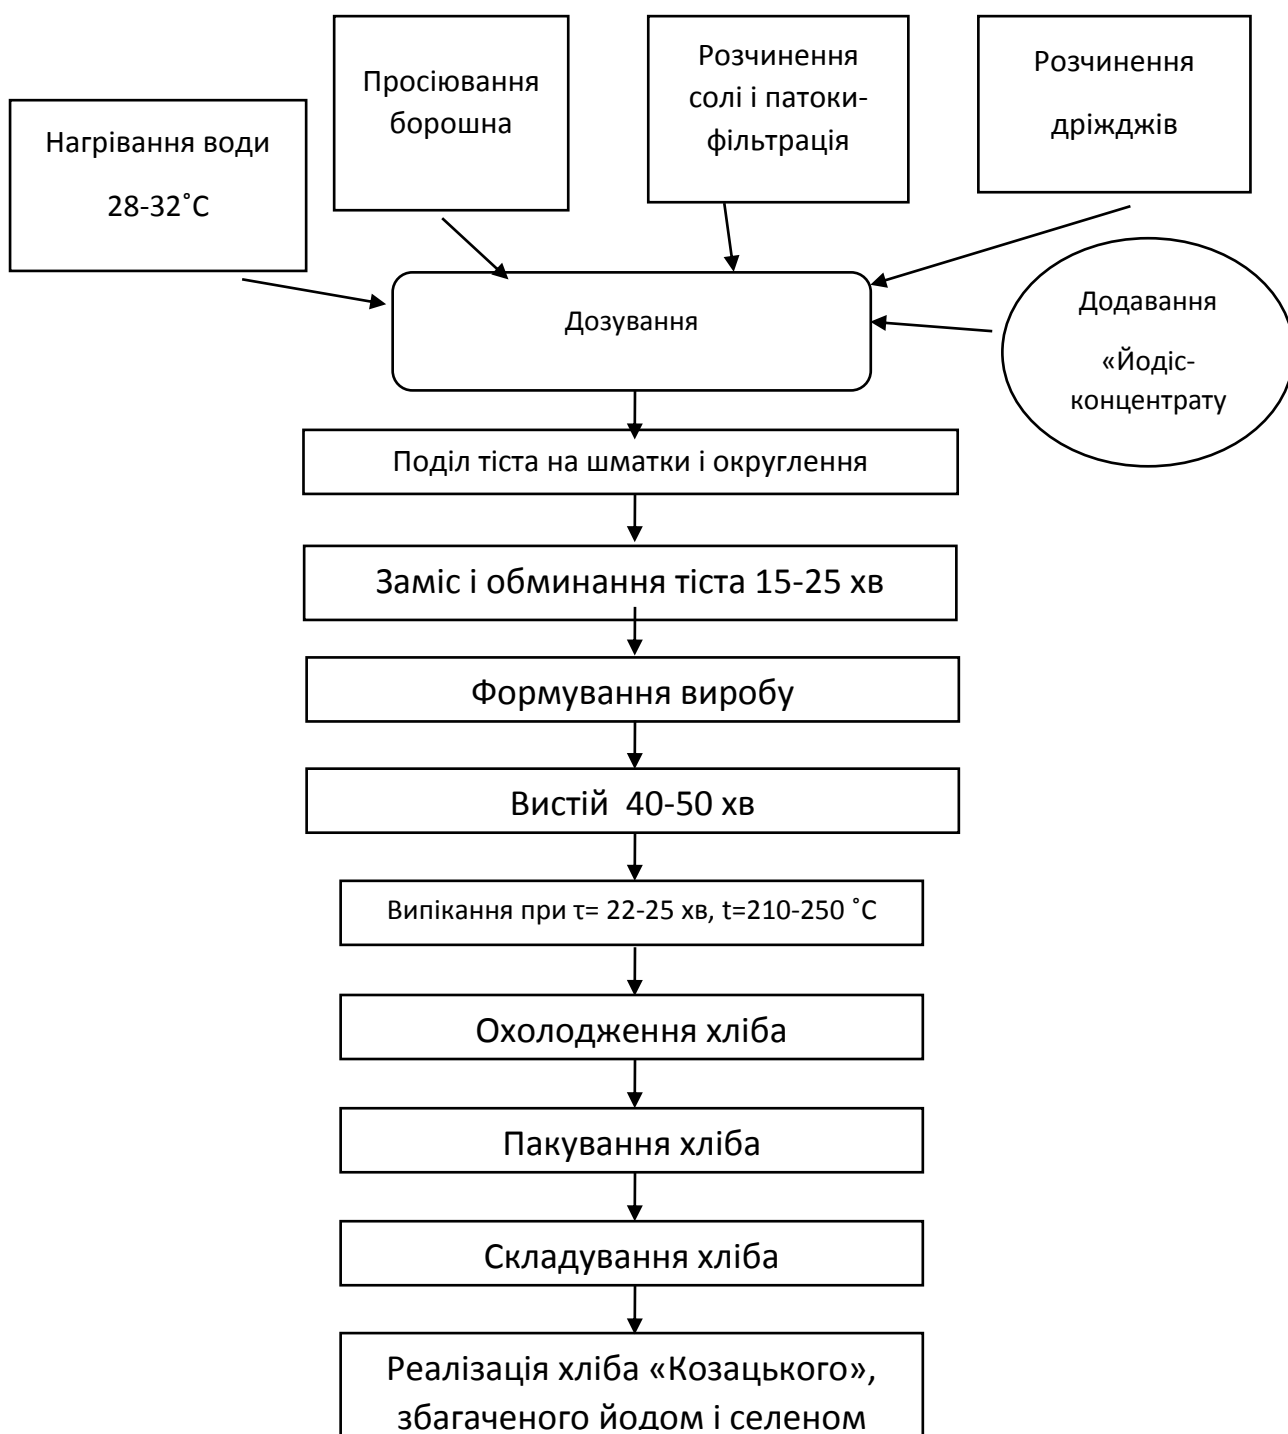 Нагрівання води
28-32˚С
Просіювання
борошна
Розчинення
солі і патоки-
фільтрація
Розчинення
дріжджів
Дозування
Додавання
«Йодіс-
концентрату
Поділ тіста на шматки і округлення
Заміс і обминання тіста 15-25 хв
Формування виробу
Вистій 40-50 хв
Випікання при τ= 22-25 хв, t=210-250 ˚С
Охолодження хліба
Пакування хліба
Складування хліба
Реалізація хліба «Козацького»,
збагаченого йодом і селеном